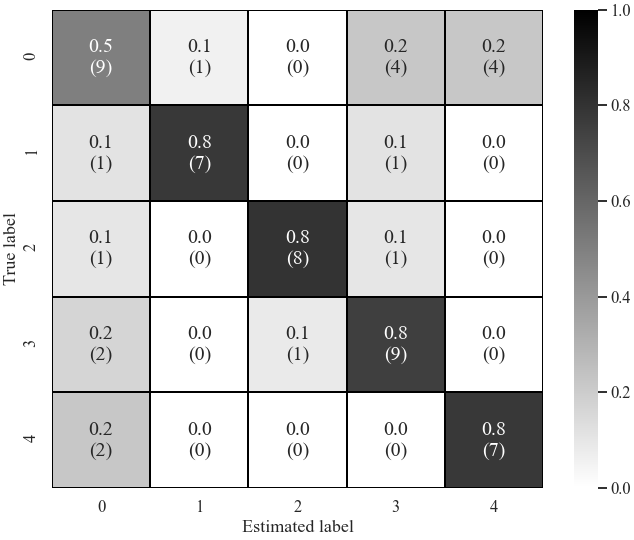 1.0
0.5 0.1 0.0 0.2 0.2
(9) (1) (0) (4) (4)
0
0.8
0.1 0.8 0.0 0.1 0.0
(1) (7) (0) (1) (0)
1
0.6
True label
0.1 0.0 0.8 0.1 0.0
(1) (0) (8) (1) (0)
2
0.4
0.2 0.0 0.1 0.8 0.0
(2) (0) (1) (9) (0)
3
0.2
0.2 0.0 0.0 0.0 0.8
(2) (0) (0) (0) (7)
4
0.0
0 1 2 3 4
Estimated label